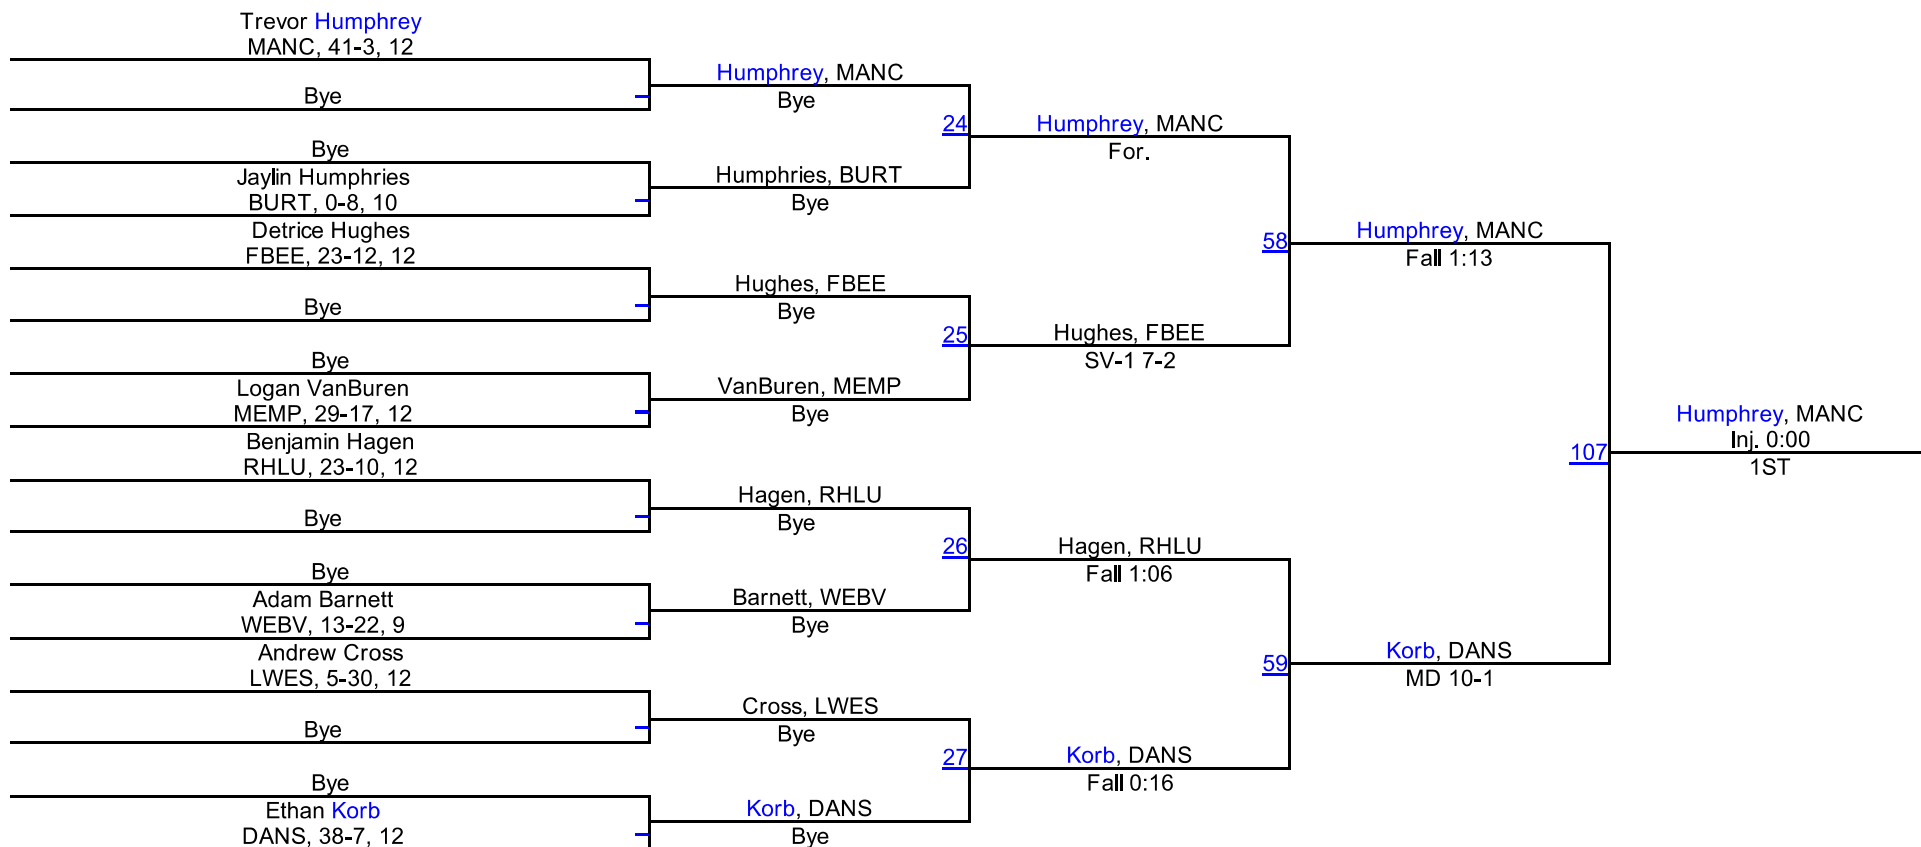 Trevor Humphrey
MANC, 41-3, 12
Bye
Bye
Jaylin Humphries
BURT, 0-8, 10
Detrice Hughes
FBEE, 23-12, 12
Bye
Bye
Logan VanBuren
MEMP, 29-17, 12
Benjamin Hagen
RHLU, 23-10, 12
Bye
Bye
Adam Barnett
WEBV, 13-22, 9
Andrew Cross
LWES, 5-30, 12
Bye
Bye
Ethan Korb
DANS, 38-7, 12
Humphrey, MANC
Bye
24
Humphries, BURT
Bye
Hughes, FBEE
Bye
25
VanBuren, MEMP
Bye
Hagen, RHLU
Bye
26
Barnett, WEBV
Bye
Cross, LWES
Bye
27
Korb, DANS
Bye
Humphrey, MANC
For.
58
Hughes, FBEE
SV-1 7-2
Hagen, RHLU
Fall 1:06
59
Korb, DANS
Fall 0:16
Humphrey, MANC
Fall 1:13
107
Korb, DANS
MD 10-1
Humphrey, MANC
Inj. 0:00
1ST